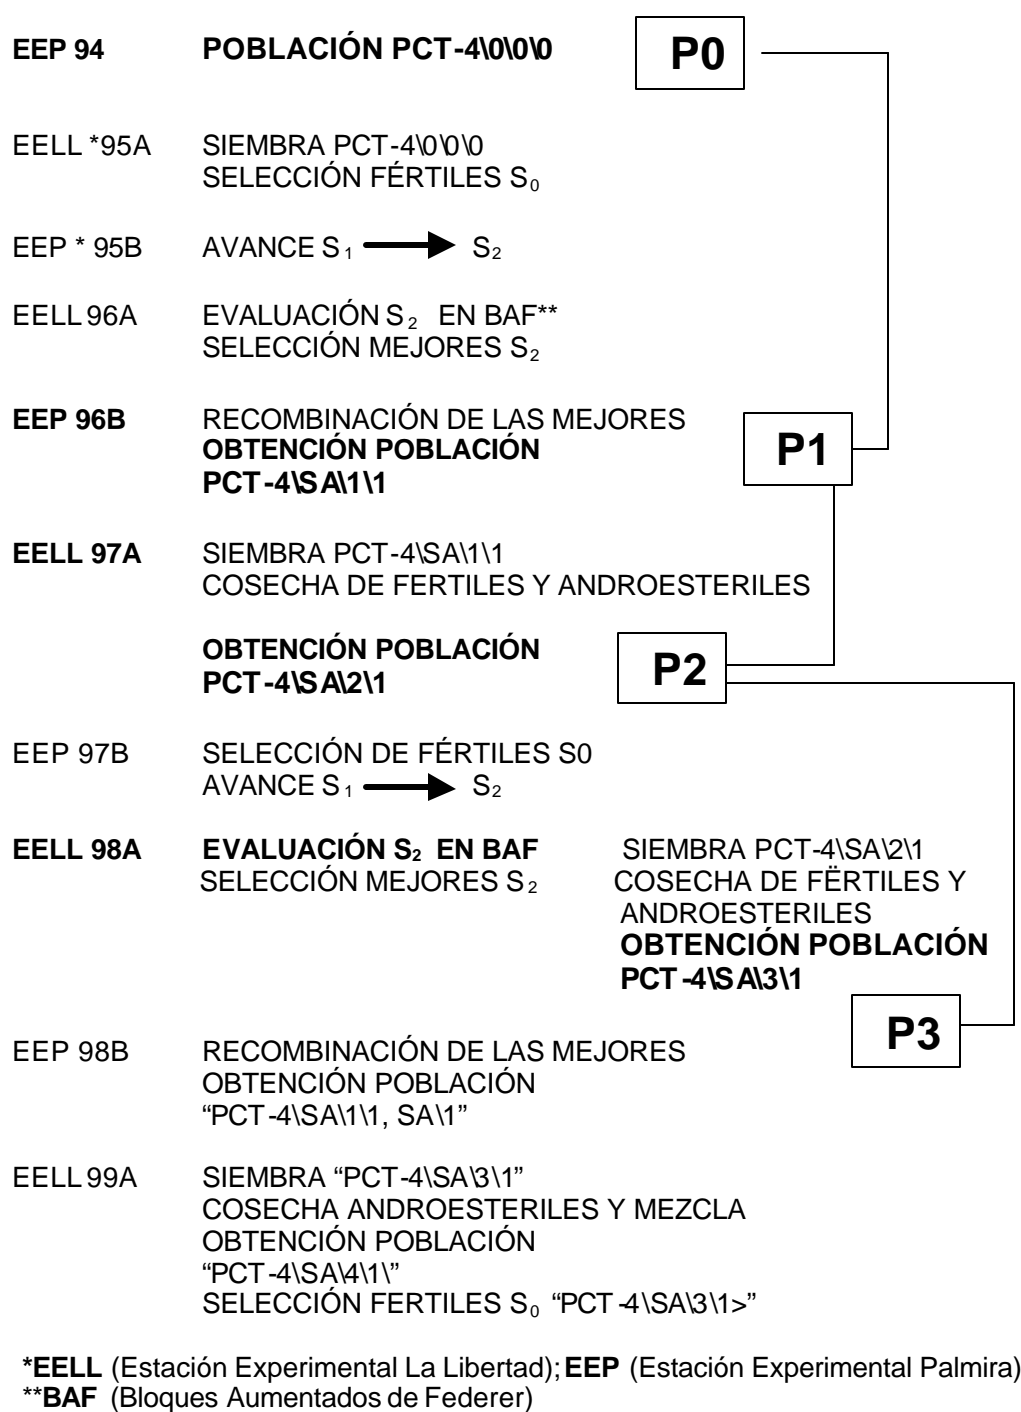 EEP 94 POBLACIÓN PCT-4\0\0\0 P0
EELL *95A SIEMBRA PCT-4\0\0\0
SELECCIÓN FÉRTILES S₀
EEP * 95B AVANCE S₁ S₂
EELL 96A EVALUACIÓN S₂ EN BAF**
SELECCIÓN MEJORES S₂
EEP 96B RECOMBINACIÓN DE LAS MEJORES
OBTENCIÓN POBLACIÓN P1
PCT-4\SA\1\1
EELL 97A SIEMBRA PCT-4\SA\1\1
COSECHA DE FERTILES Y ANDROESTERILES
OBTENCIÓN POBLACIÓN P2
PCT-4\SA\2\1
EEP 97B SELECCIÓN DE FÉRTILES S0
AVANCE S₁ S₂
EELL 98A EVALUACIÓN S₂ EN BAF
SELECCIÓN MEJORES S₂
SIEMBRA PCT-4\SA\2\1
COSECHA DE FËRTILES Y
ANDROESTERILES
OBTENCIÓN POBLACIÓN
PCT-4\SA\3\1
P3
EEP 98B RECOMBINACIÓN DE LAS MEJORES
OBTENCIÓN POBLACIÓN
“PCT-4\SA\1\1, SA\1”
EELL 99A SIEMBRA “PCT-4\SA\3\1”
COSECHA ANDROESTERILES Y MEZCLA
OBTENCIÓN POBLACIÓN
“PCT-4\SA\4\1\”
SELECCIÓN FERTILES S₀ “PCT-4\SA\3\1>”
*EELL (Estación Experimental La Libertad); EEP (Estación Experimental Palmira)
**BAF (Bloques Aumentados de Federer)